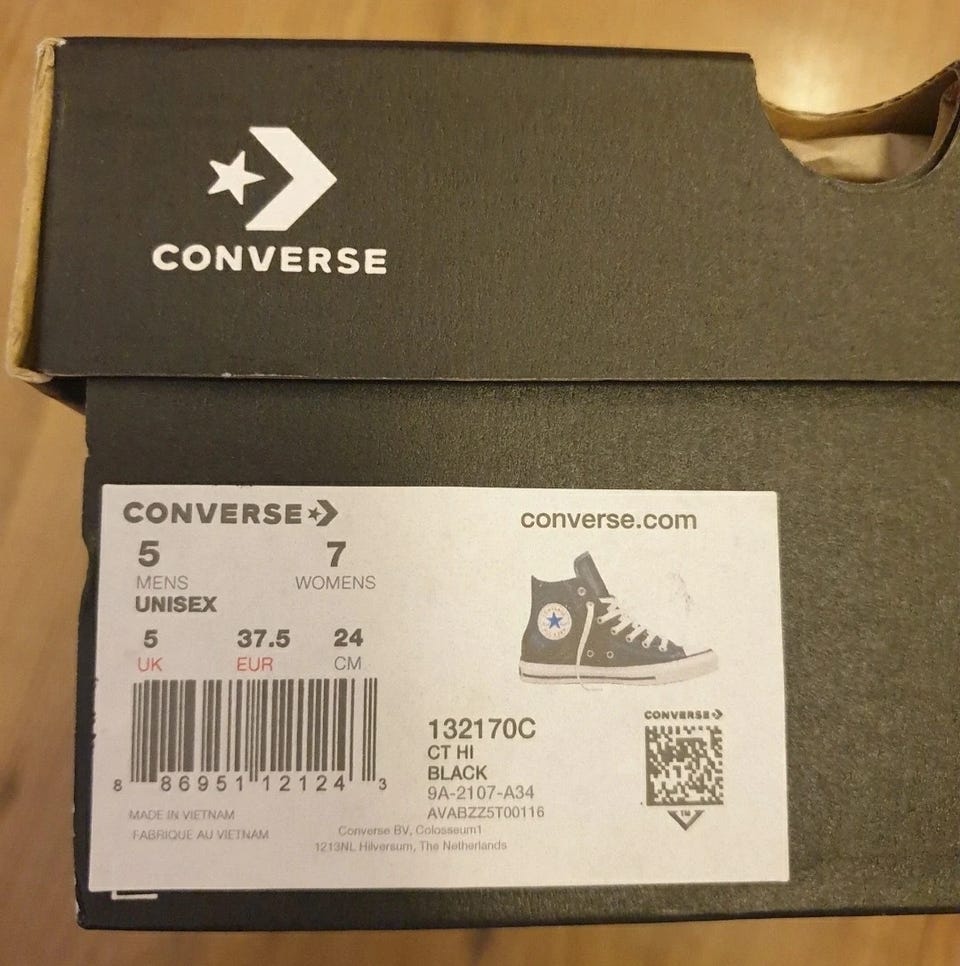 CONVERSE
CONVERSE
converse.com
5 7
MENS WOMENS
UNISEX
5 37.5 24
UK EUR CM
8 86951 12124 3
132170C
CT HI
BLACK
9A-2107-A34
AVABZZ5T00116
CONVERSE
TM
MADE IN VIETNAM
FABRIQUE AU VIETNAM
Converse BV, Colosseum1
1213NL Hilversum, The Netherlands